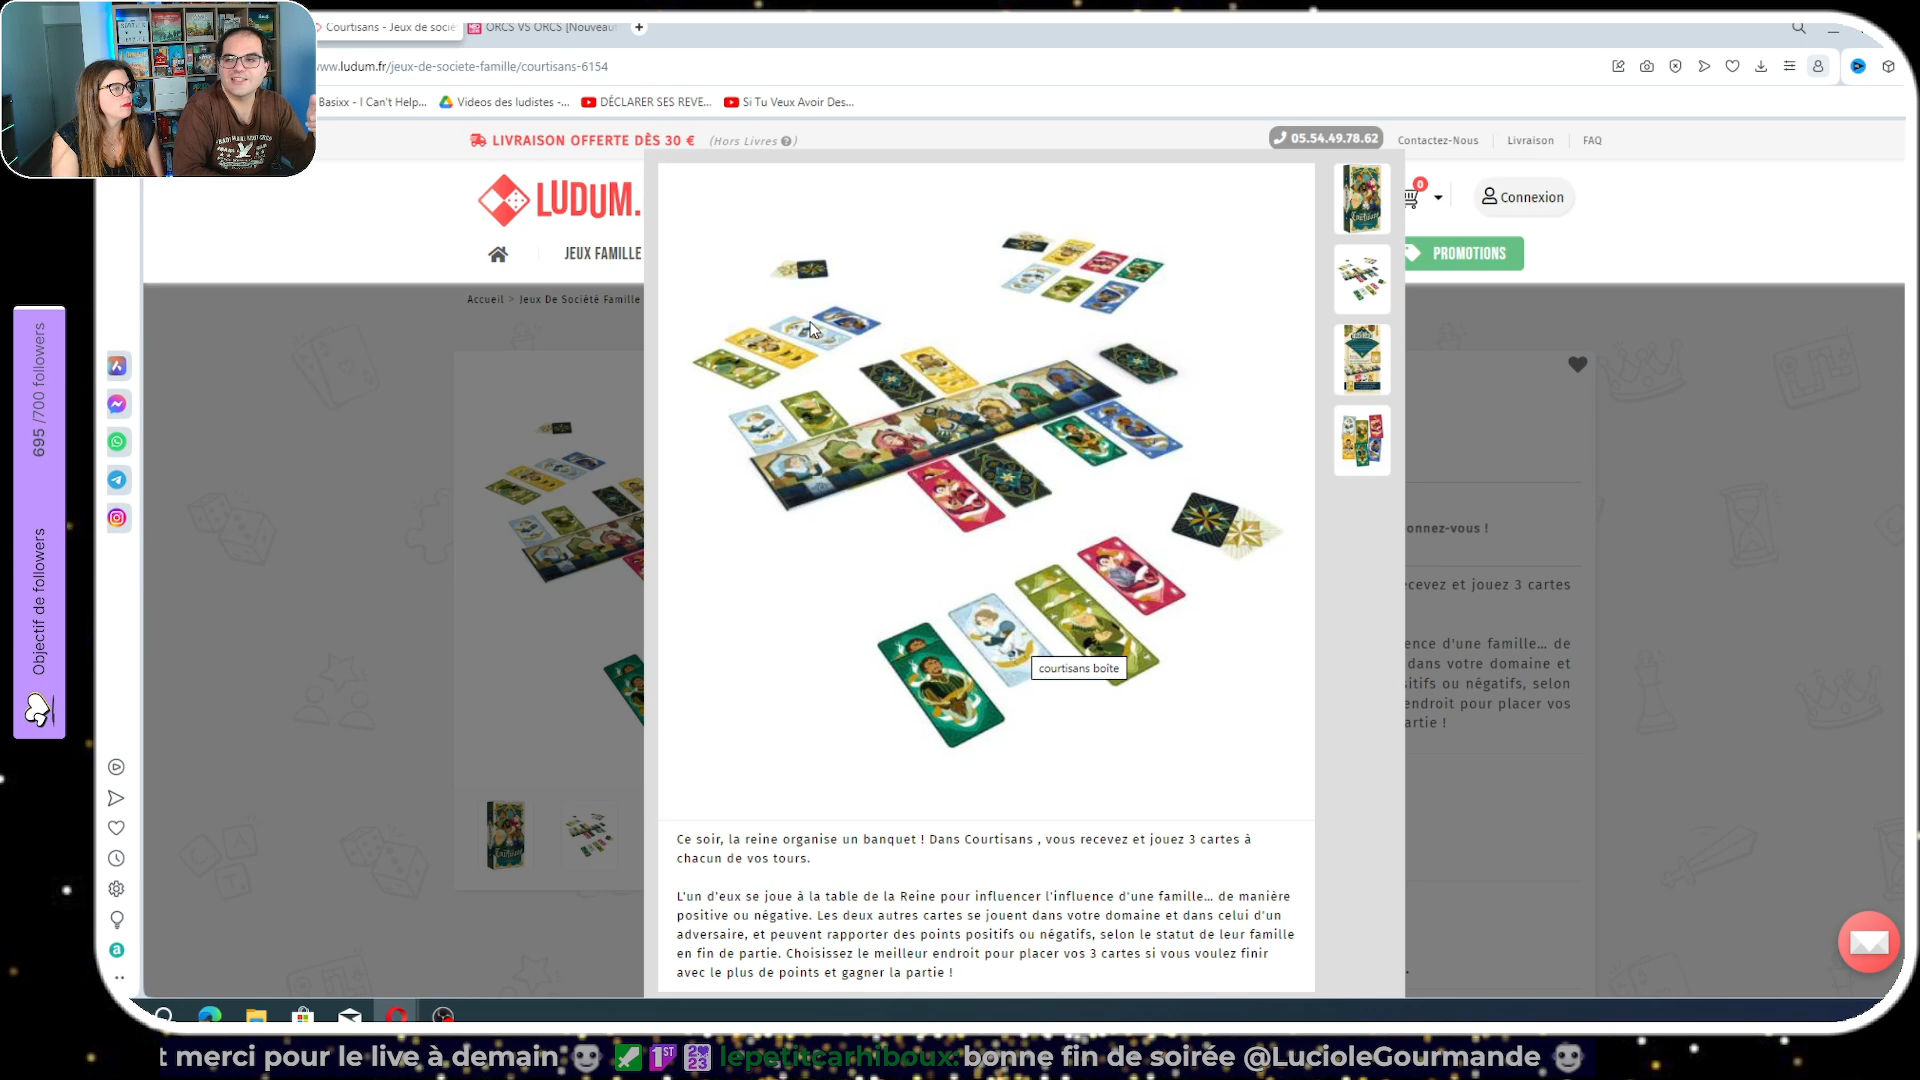 Courtisans - Jeux de socié
ORCS VS ORCS [Nouveau
www.ludum.fr/jeux-de-societe-famille/courtisans-6154
Basixx - I Can't Help...
Videos des ludistes -...
DÉCLARER SES REVE...
Si Tu Veux Avoir Des...
LIVRAISON OFFERTE DÈS 30 €
(Hors Livres ?)
05.54.49.78.62
Contactez-Nous
Livraison
FAQ
LUDUM.
0
Connexion
JEUX FAMILLE
PROMOTIONS
Accueil > Jeux De Société Famille
695 /700 followers
Objectif de followers
onnez-vous !
recevez et jouez 3 cartes
ence d'une famille... de
dans votre domaine et
sitifs ou négatifs, selon
endroit pour placer vos
artie !
courtisans boîte
Ce soir, la reine organise un banquet ! Dans Courtisans , vous recevez et jouez 3 cartes à
chacun de vos tours.
L'un d'eux se joue à la table de la Reine pour influencer l'influence d'une famille... de manière
positive ou négative. Les deux autres cartes se jouent dans votre domaine et dans celui d'un
adversaire, et peuvent rapporter des points positifs ou négatifs, selon le statut de leur famille
en fin de partie. Choisissez le meilleur endroit pour placer vos 3 cartes si vous voulez finir
avec le plus de points et gagner la partie !
t merci pour le live à demain 1ST 2023 lepetitcarhiboux: bonne fin de soirée @LucioleGourmande